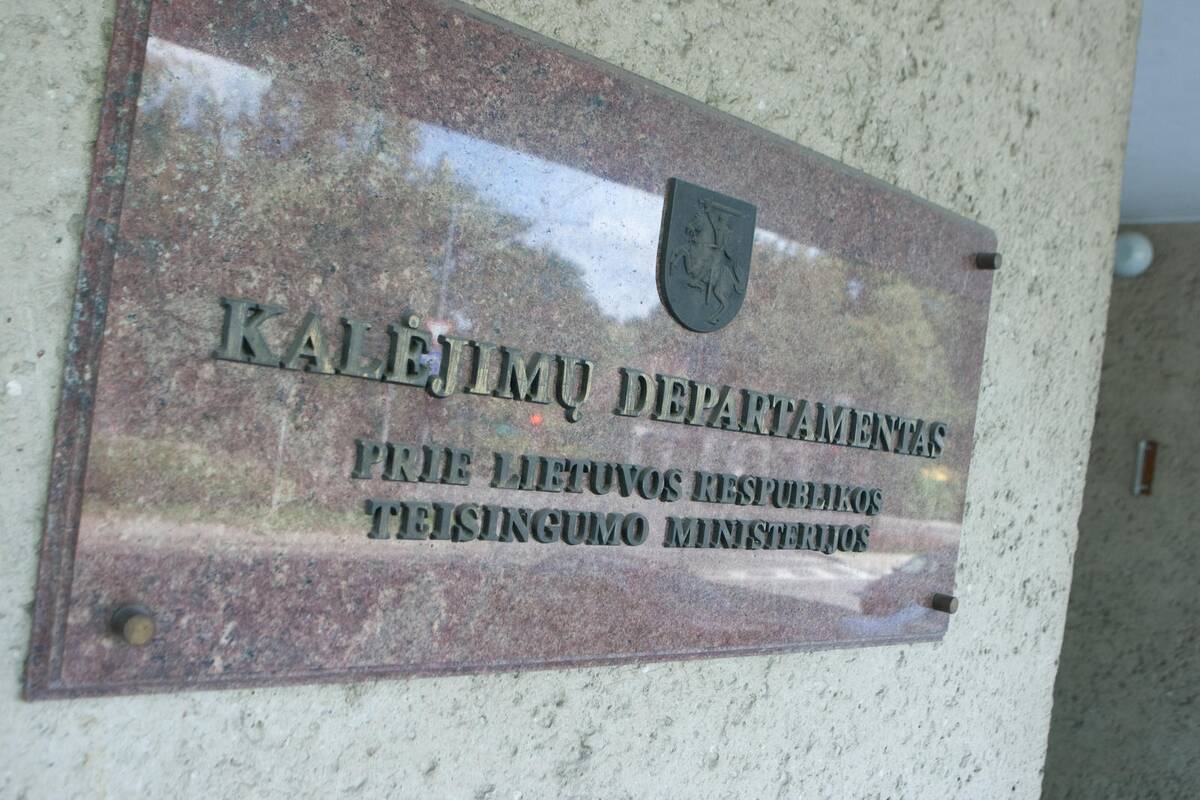 KALĖJIMŲ DEPARTAMENTAS
PRIE LIETUVOS RESPUBLIKOS
TEISINGUMO MINISTERIJOS